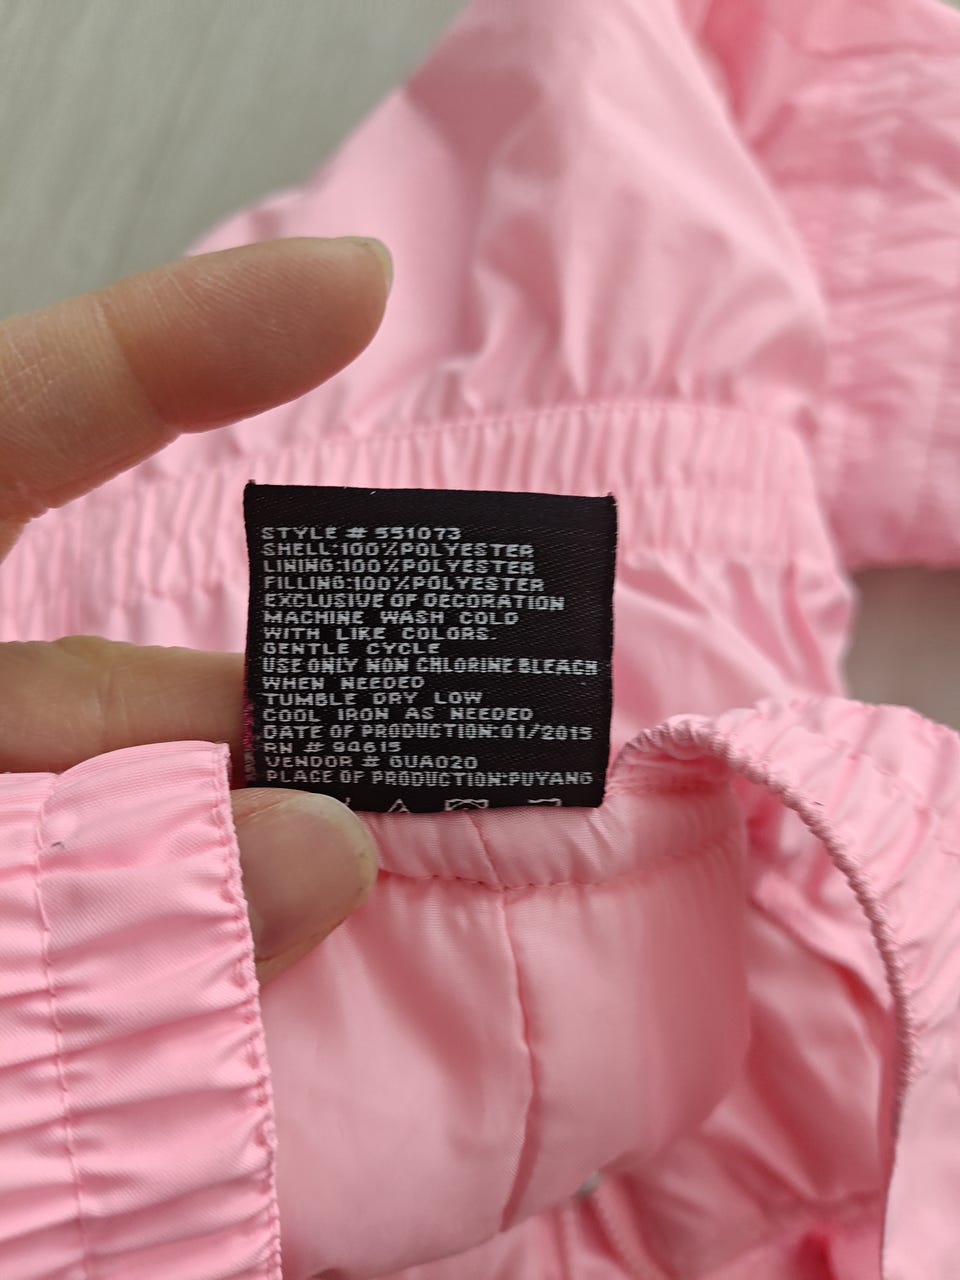 STYLE # 551073
SHELL:100%POLYESTER
LINING:100%POLYESTER
FILLING:100%POLYESTER
EXCLUSIVE OF DECORATION
MACHINE WASH COLD
WITH LIKE COLORS.
GENTLE CYCLE
USE ONLY NON CHLORINE BLEACH
WHEN NEEDED
TUMBLE DRY LOW
COOL IRON AS NEEDED
DATE OF PRODUCTION:01/2015
RN # 94615
VENDOR # GUA020
PLACE OF PRODUCTION:PUYANG